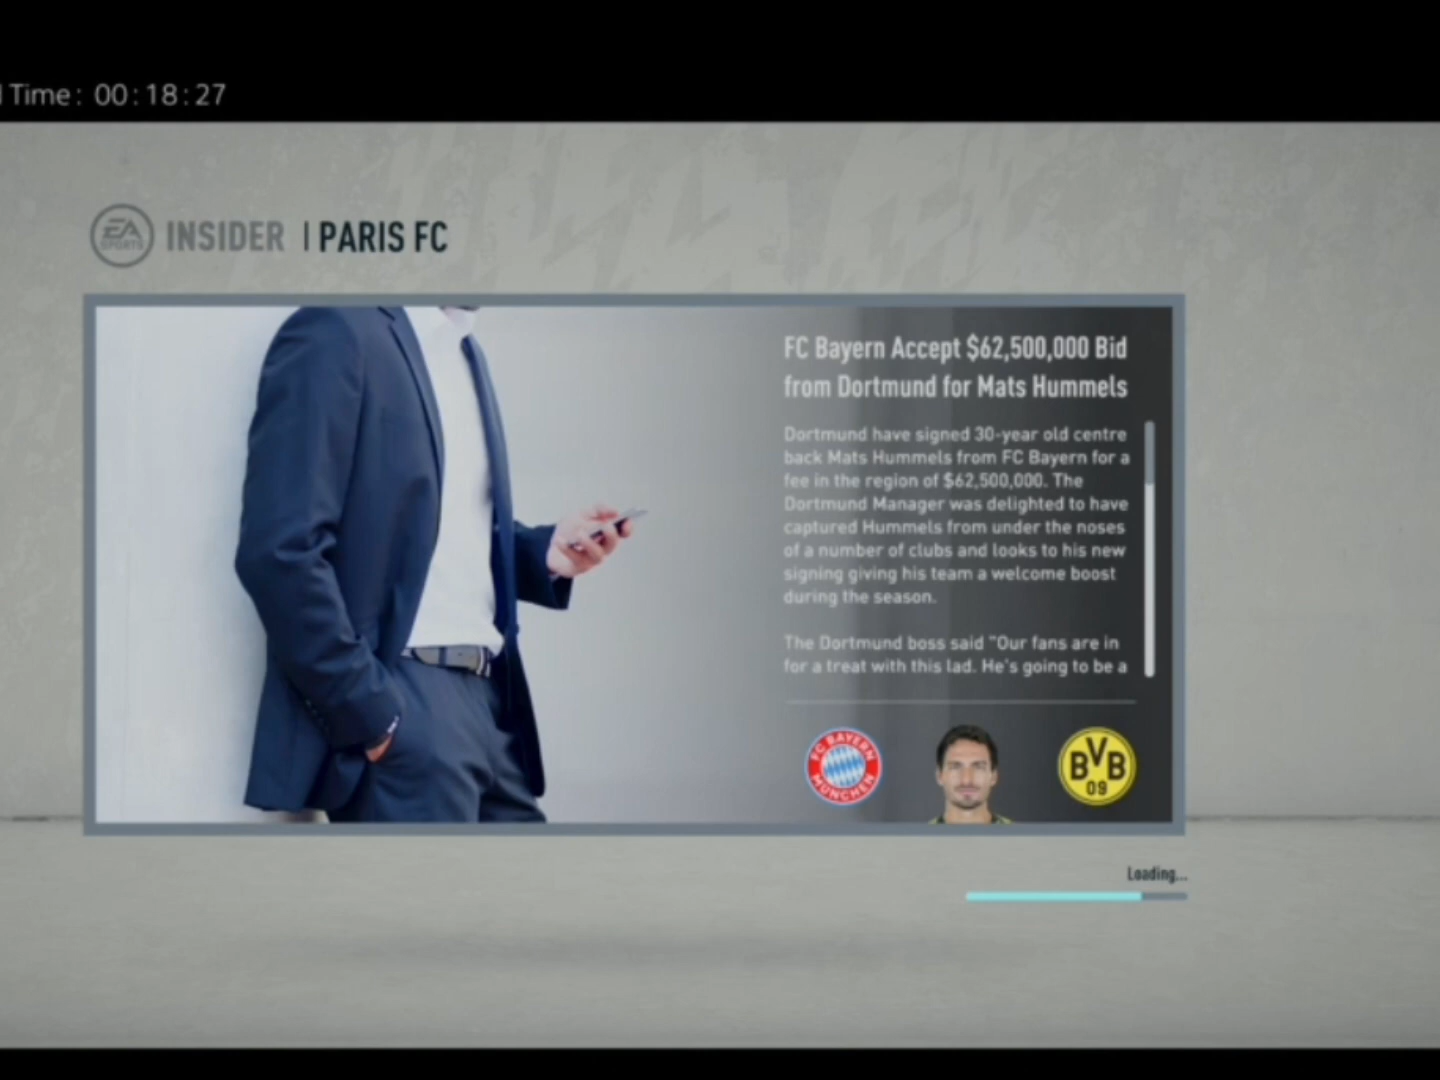 Time: 00:18:27
EA SPORTS INSIDER | PARIS FC
FC Bayern Accept $62,500,000 Bid
from Dortmund for Mats Hummels
Dortmund have signed 30-year old centre
back Mats Hummels from FC Bayern for a
fee in the region of $62,500,000. The
Dortmund Manager was delighted to have
captured Hummels from under the noses
of a number of clubs and looks to his new
signing giving his team a welcome boost
during the season.
The Dortmund boss said "Our fans are in
for a treat with this lad. He's going to be a
FC BAYERN MÜNCHEN
BVB 09
Loading...